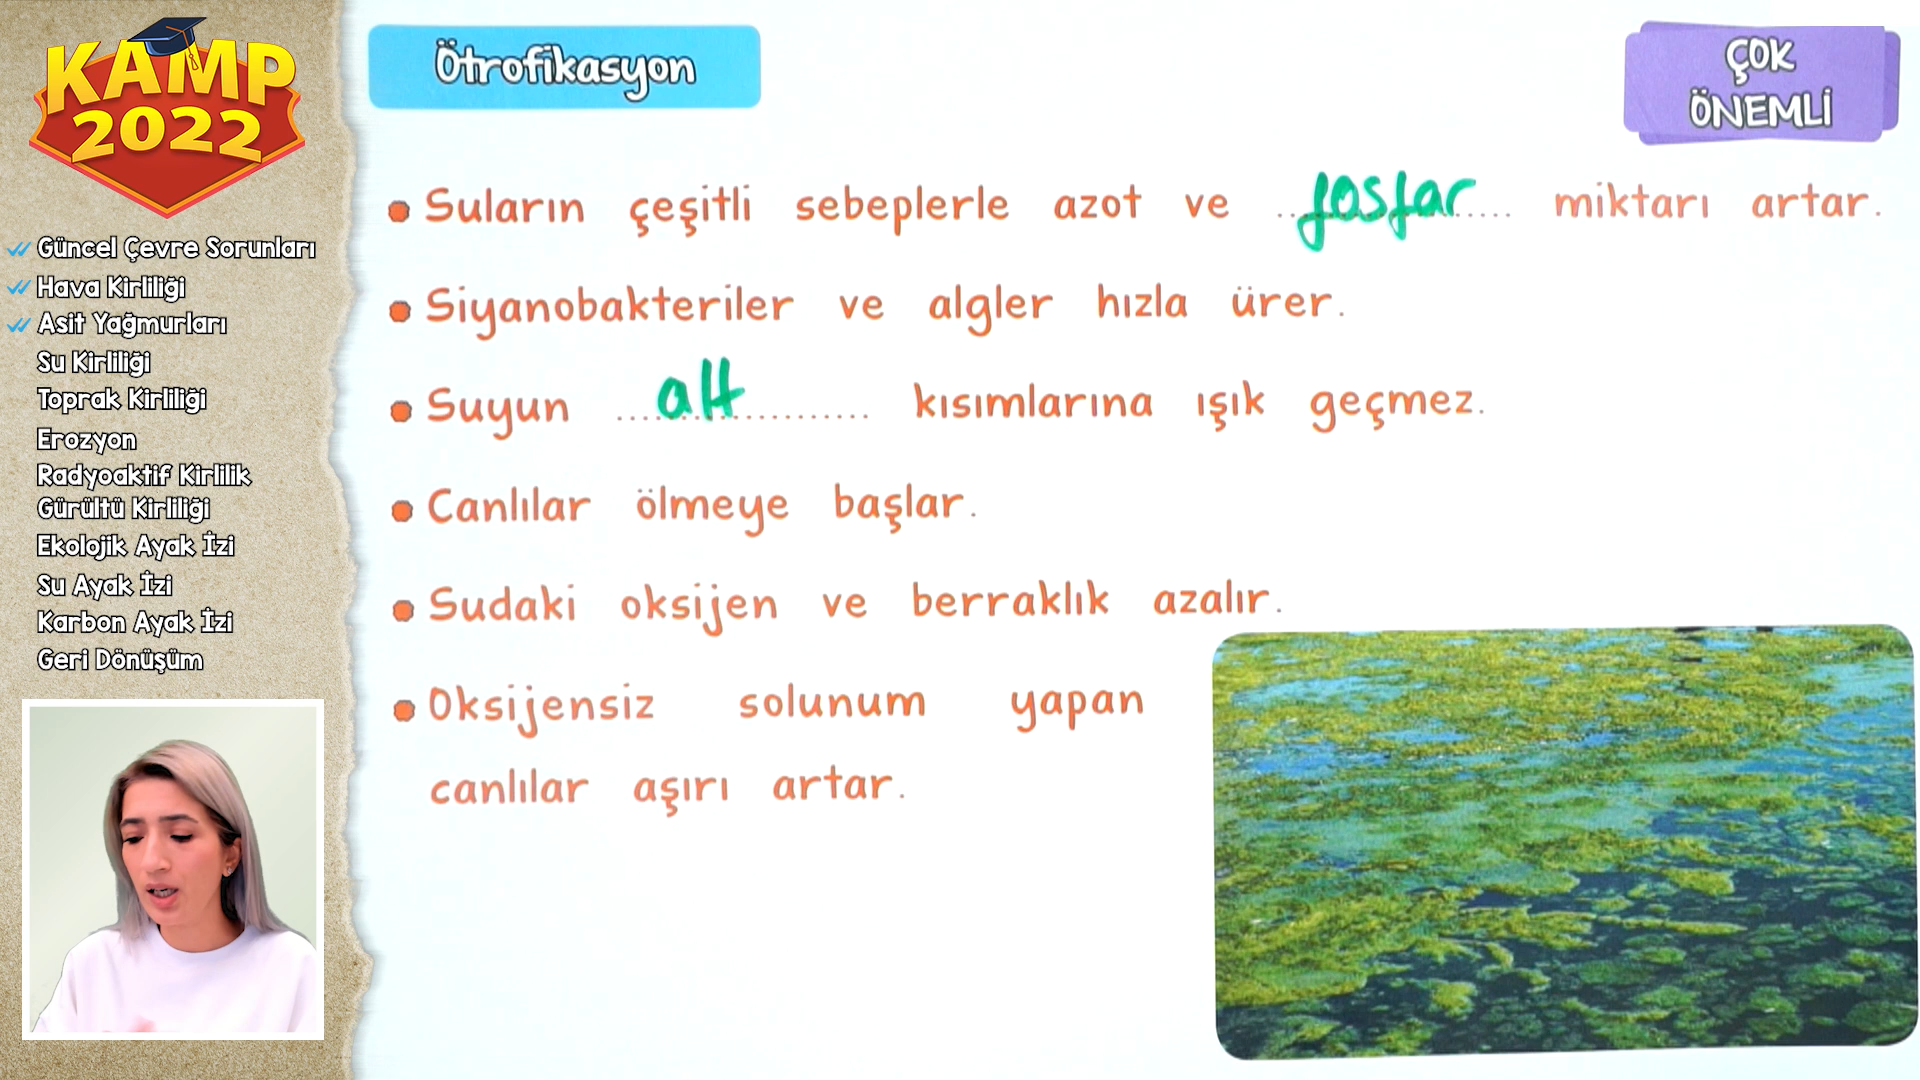 KAMP
2022
Güncel Çevre Sorunları
Hava Kirliliği
Asit Yağmurları
Su Kirliliği
Toprak Kirliliği
Erozyon
Radyoaktif Kirlilik
Gürültü Kirliliği
Ekolojik Ayak İzi
Su Ayak İzi
Karbon Ayak İzi
Geri Dönüşüm
Ötrofikasyon
ÇOK
ÖNEMLİ
Suların çeşitli sebeplerle azot ve fosfor miktarı artar.
Siyanobakteriler ve algler hızla ürer.
Suyun alt kısımlarına ışık geçmez.
Canlılar ölmeye başlar.
Sudaki oksijen ve berraklık azalır.
Oksijensiz solunum yapan
canlılar aşırı artar.